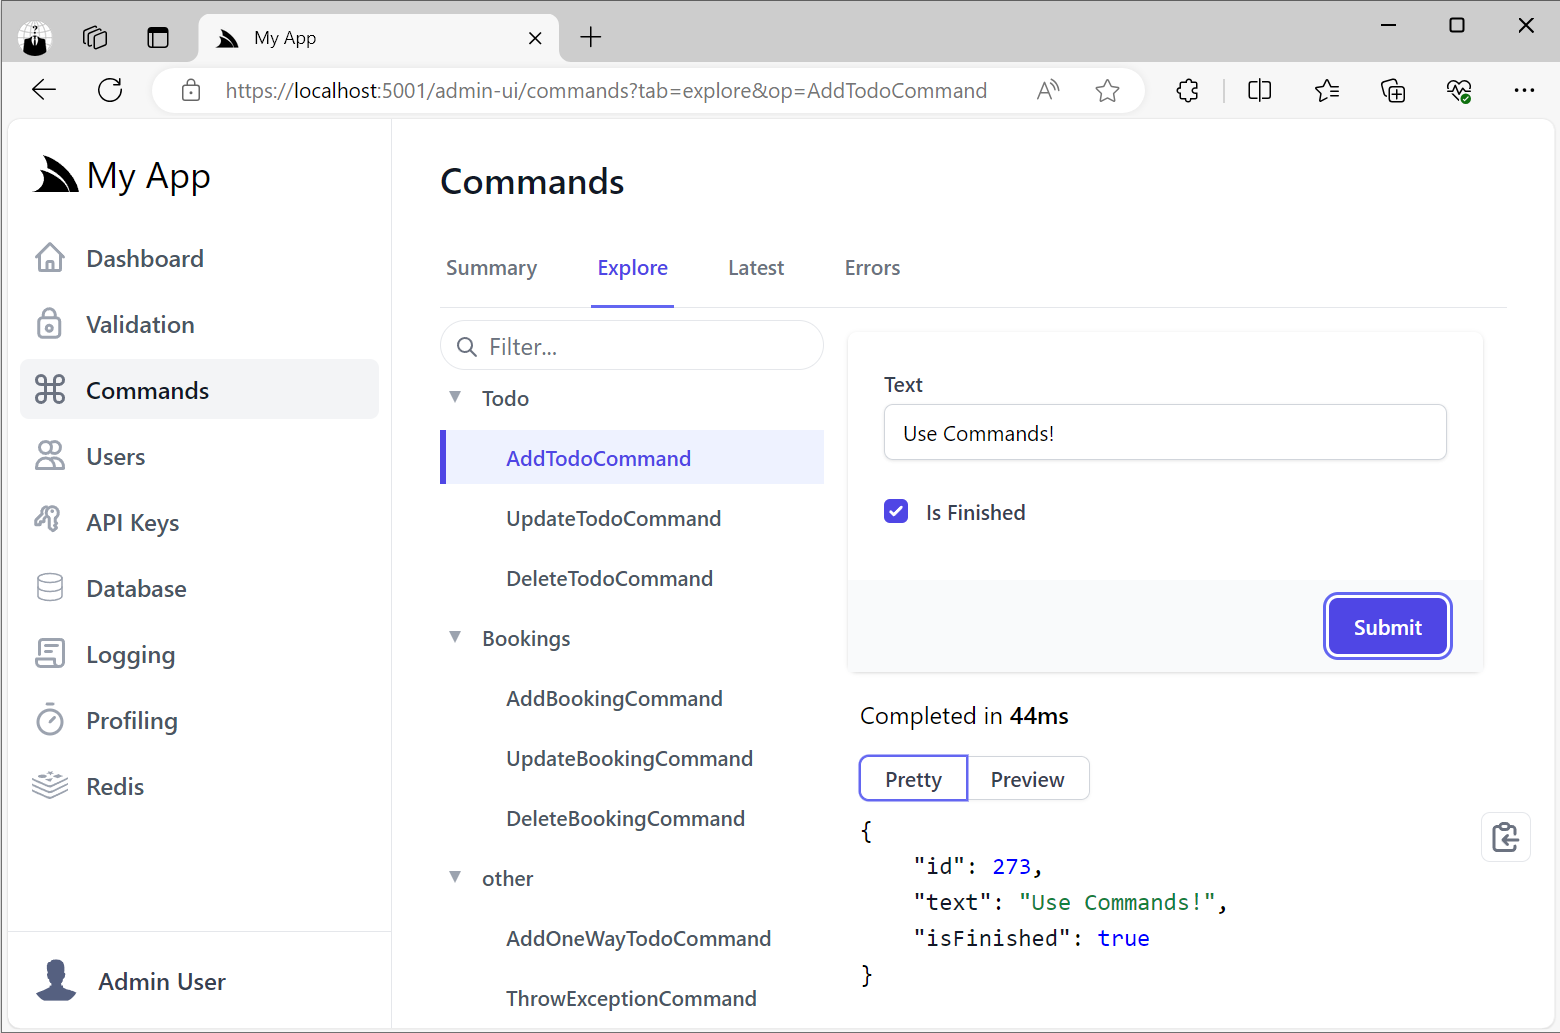 My App
https://localhost:5001/admin-ui/commands?tab=explore&op=AddTodoCommand
My App
Dashboard
Validation
Commands
Users
API Keys
Database
Logging
Profiling
Redis
Admin User
Commands
Summary Explore Latest Errors
Filter...
Todo
AddTodoCommand
UpdateTodoCommand
DeleteTodoCommand
Bookings
AddBookingCommand
UpdateBookingCommand
DeleteBookingCommand
other
AddOneWayTodoCommand
ThrowExceptionCommand
Text
Use Commands!
Is Finished
Submit
Completed in 44ms
Pretty Preview
{
"id": 273,
"text": "Use Commands!",
"isFinished": true
}